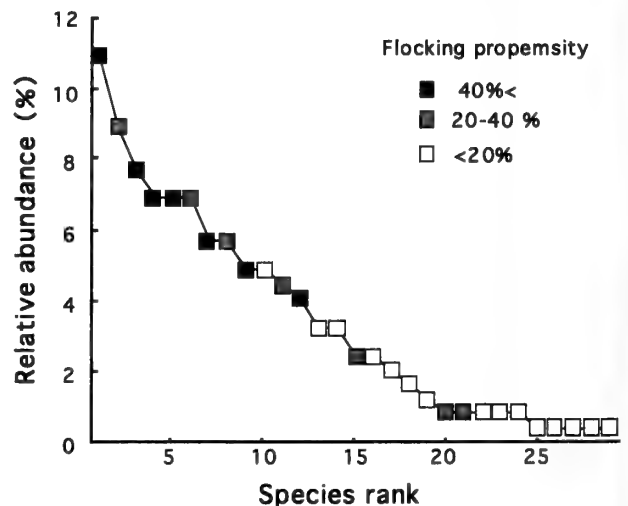 12
10
8
6
4
2
0
Relative abundance (%)
Flocking propemsity
40%<
20-40 %
<20%
5 10 15 20 25
Species rank